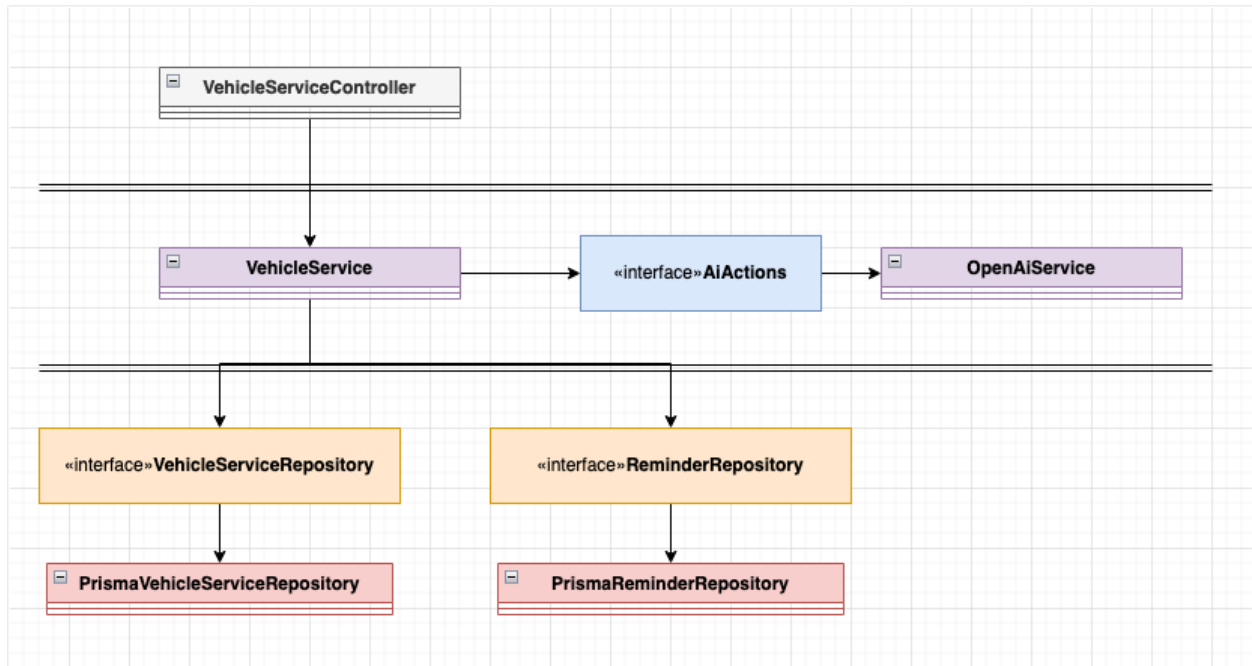 VehicleServiceController
VehicleService
«interface»AiActions
OpenAiService
«interface»VehicleServiceRepository
«interface»ReminderRepository
PrismaVehicleServiceRepository
PrismaReminderRepository